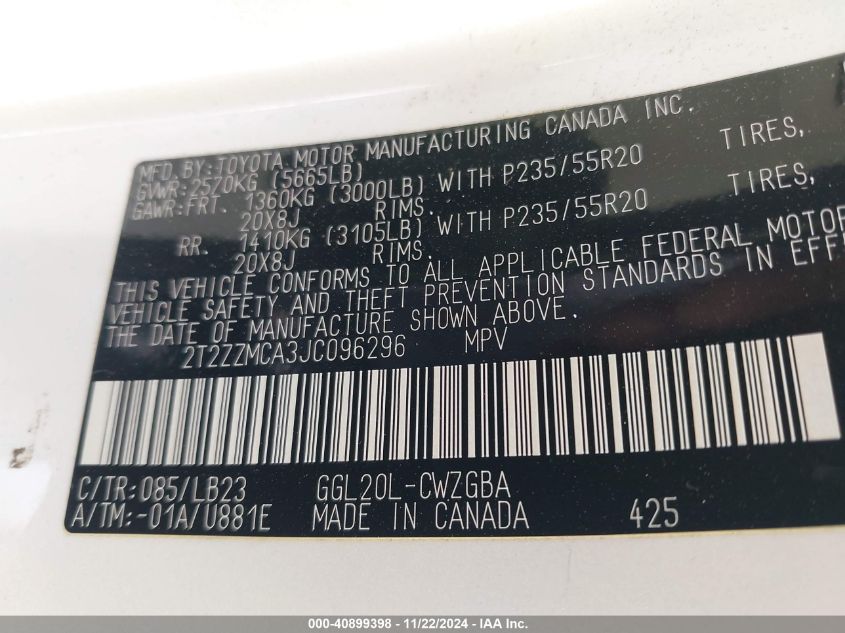 MFD.BY:TOYOTA MOTOR MANUFACTURING CANADA INC.
GVWR:2570KG (5665LB)
GAWR:FRT. 1360KG (3000LB) WITH P235/55R20 TIRES,
20X8J RIMS.
RR. 1410KG (3105LB) WITH P235/55R20 TIRES,
20X8J RIMS.
THIS VEHICLE CONFORMS TO ALL APPLICABLE FEDERAL MOTOR
VEHICLE SAFETY AND THEFT PREVENTION STANDARDS IN EFF
THE DATE OF MANUFACTURE SHOWN ABOVE.
2T2ZZMCA3JC096296 MPV
C/TR:085/LB23 GGL20L-CWZGBA
A/TM:-01A/U881E MADE IN CANADA 425
000-40899398 - 11/22/2024 - IAA Inc.